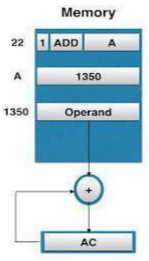 Memory
22 1 ADD A
A 1350
1350 Operand
+
AC